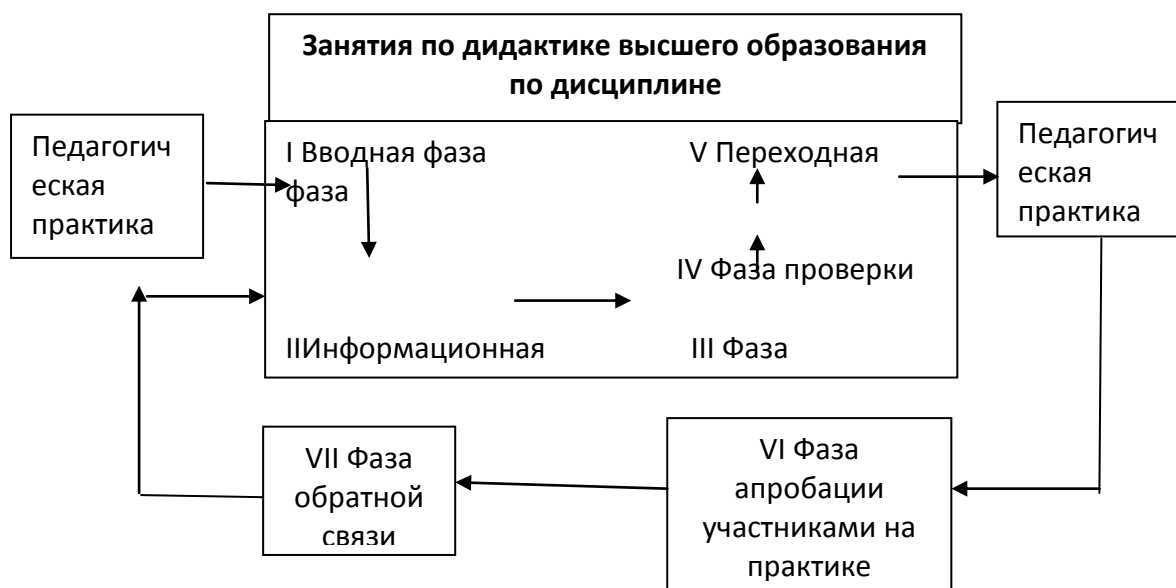 Занятия по дидактике высшего образования
по дисциплине
Педагогич
еская
практика
I Вводная фаза V Переходная
фаза
IV Фаза проверки
IIИнформационная III Фаза
Педагогич
еская
практика
VII Фаза
обратной
связи
VI Фаза
апробации
участниками на
практике